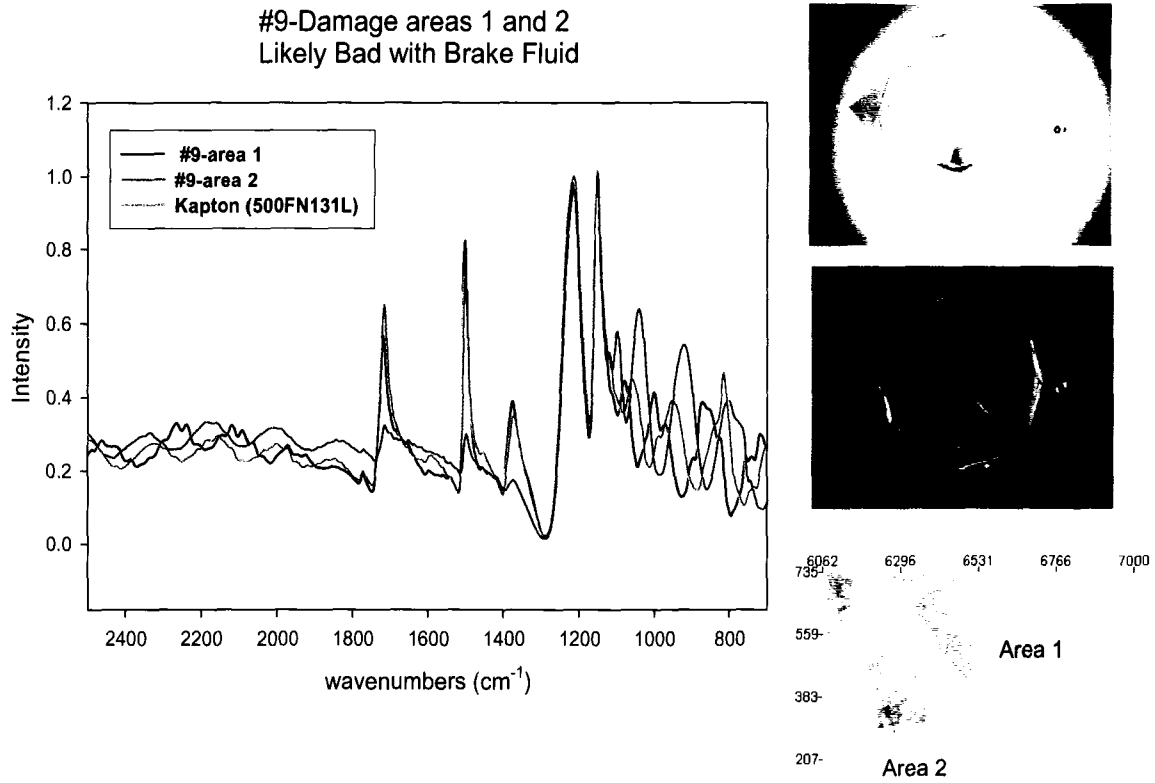 #9-Damage areas 1 and 2
Likely Bad with Brake Fluid
1.2
1.0
0.8
0.6
0.4
0.2
0.0
Intensity
#9-area 1
#9-area 2
Kapton (500FN131L)
2400 2200 2000 1800 1600 1400 1200 1000 800
wavenumbers (cm⁻¹)
6062 6296 6531 6766 7000
735-
559-
383-
207-
Area 1
Area 2